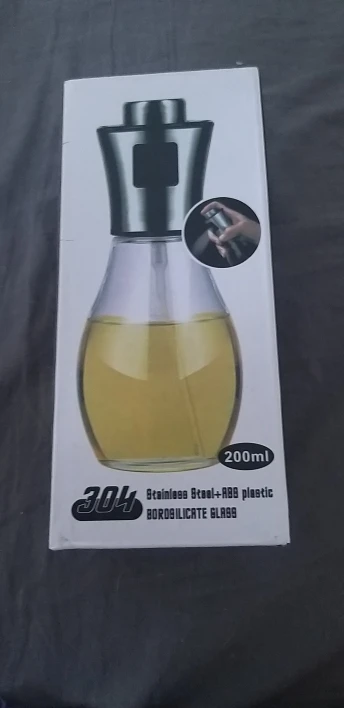 200ml
304 Stainless Steel+ABS plastic
BOROSILICATE GLASS